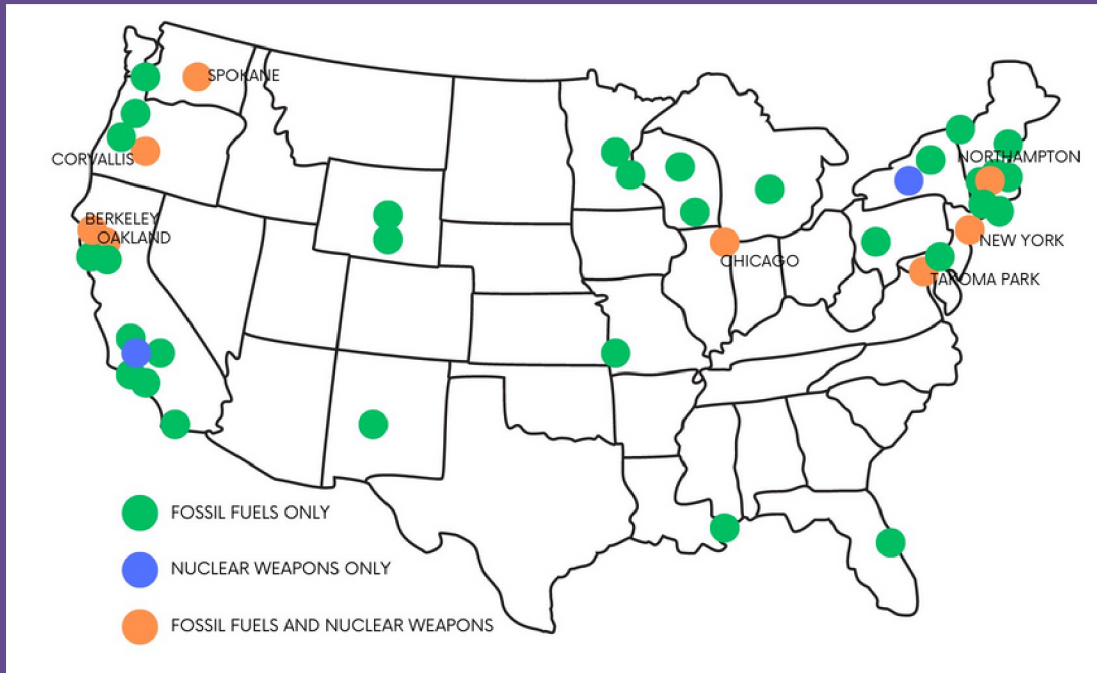 SPOKANE
NORTHAMPTON
CORVALLIS
BERKELEY
OAKLAND
NEW YORK
CHICAGO
TAKOMA PARK
FOSSIL FUELS ONLY
NUCLEAR WEAPONS ONLY
FOSSIL FUELS AND NUCLEAR WEAPONS